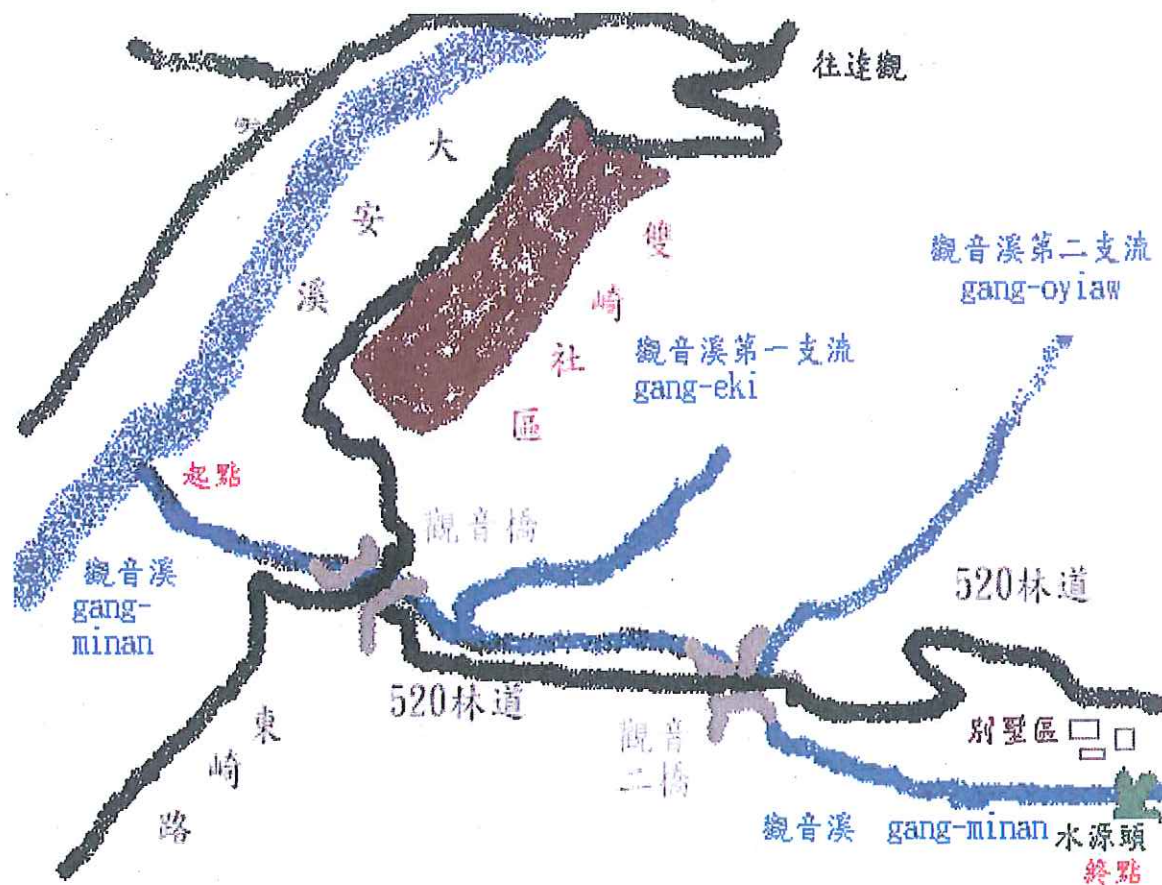 往達觀
大安溪
雙崎社區
觀音溪第二支流
gang-oyiaw
觀音溪第一支流
gang-eki
起點
觀音橋
觀音溪
gang-
minan
520林道
520林道
東崎路
觀音
二橋
別墅區
觀音溪 gang-minan
水源頭
終點